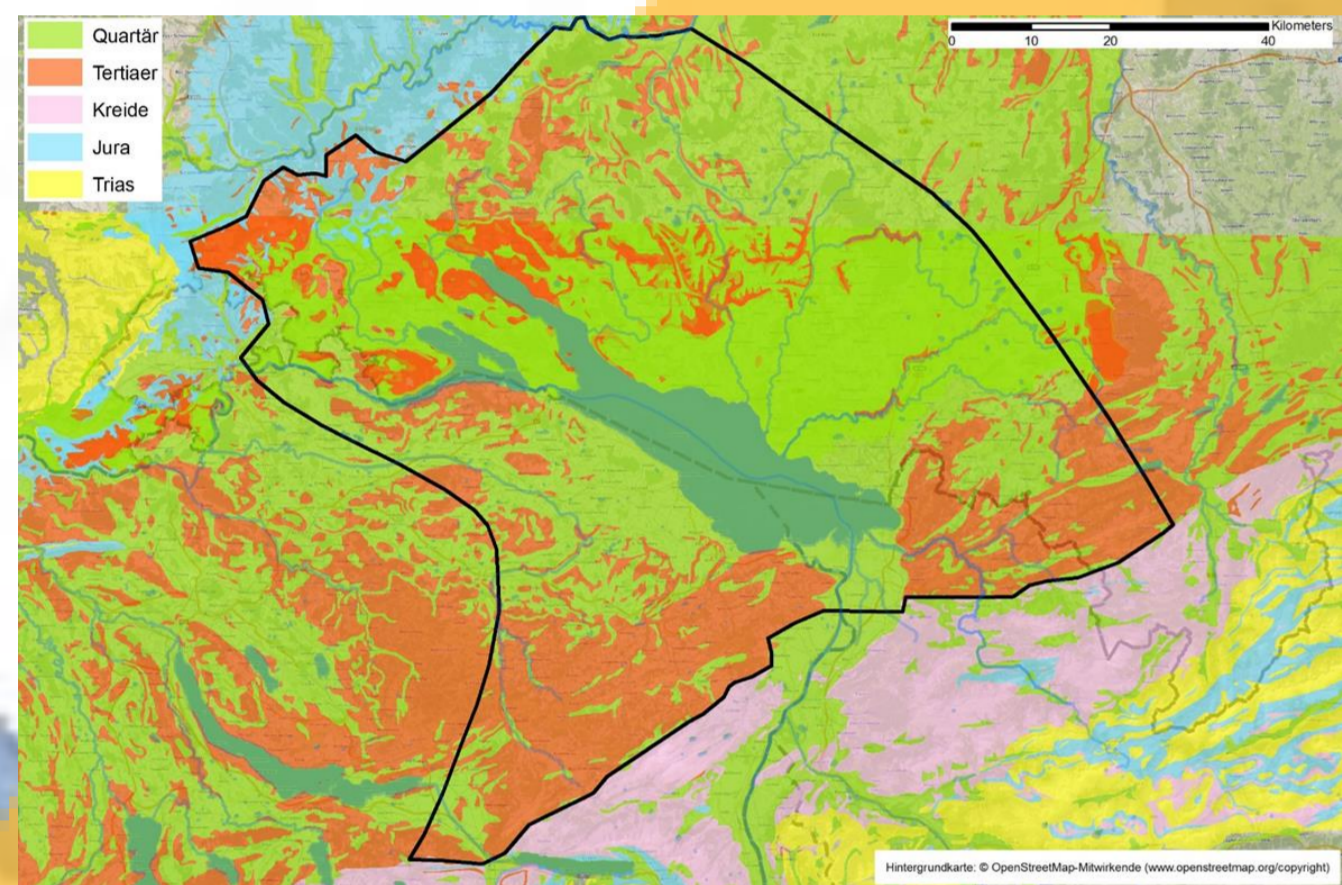 Quartär
Tertiaer
Kreide
Jura
Trias
Kilometers
0 10 20 40
Hintergrundkarte: © OpenStreetMap-Mitwirkende (www.openstreetmap.org/copyright)